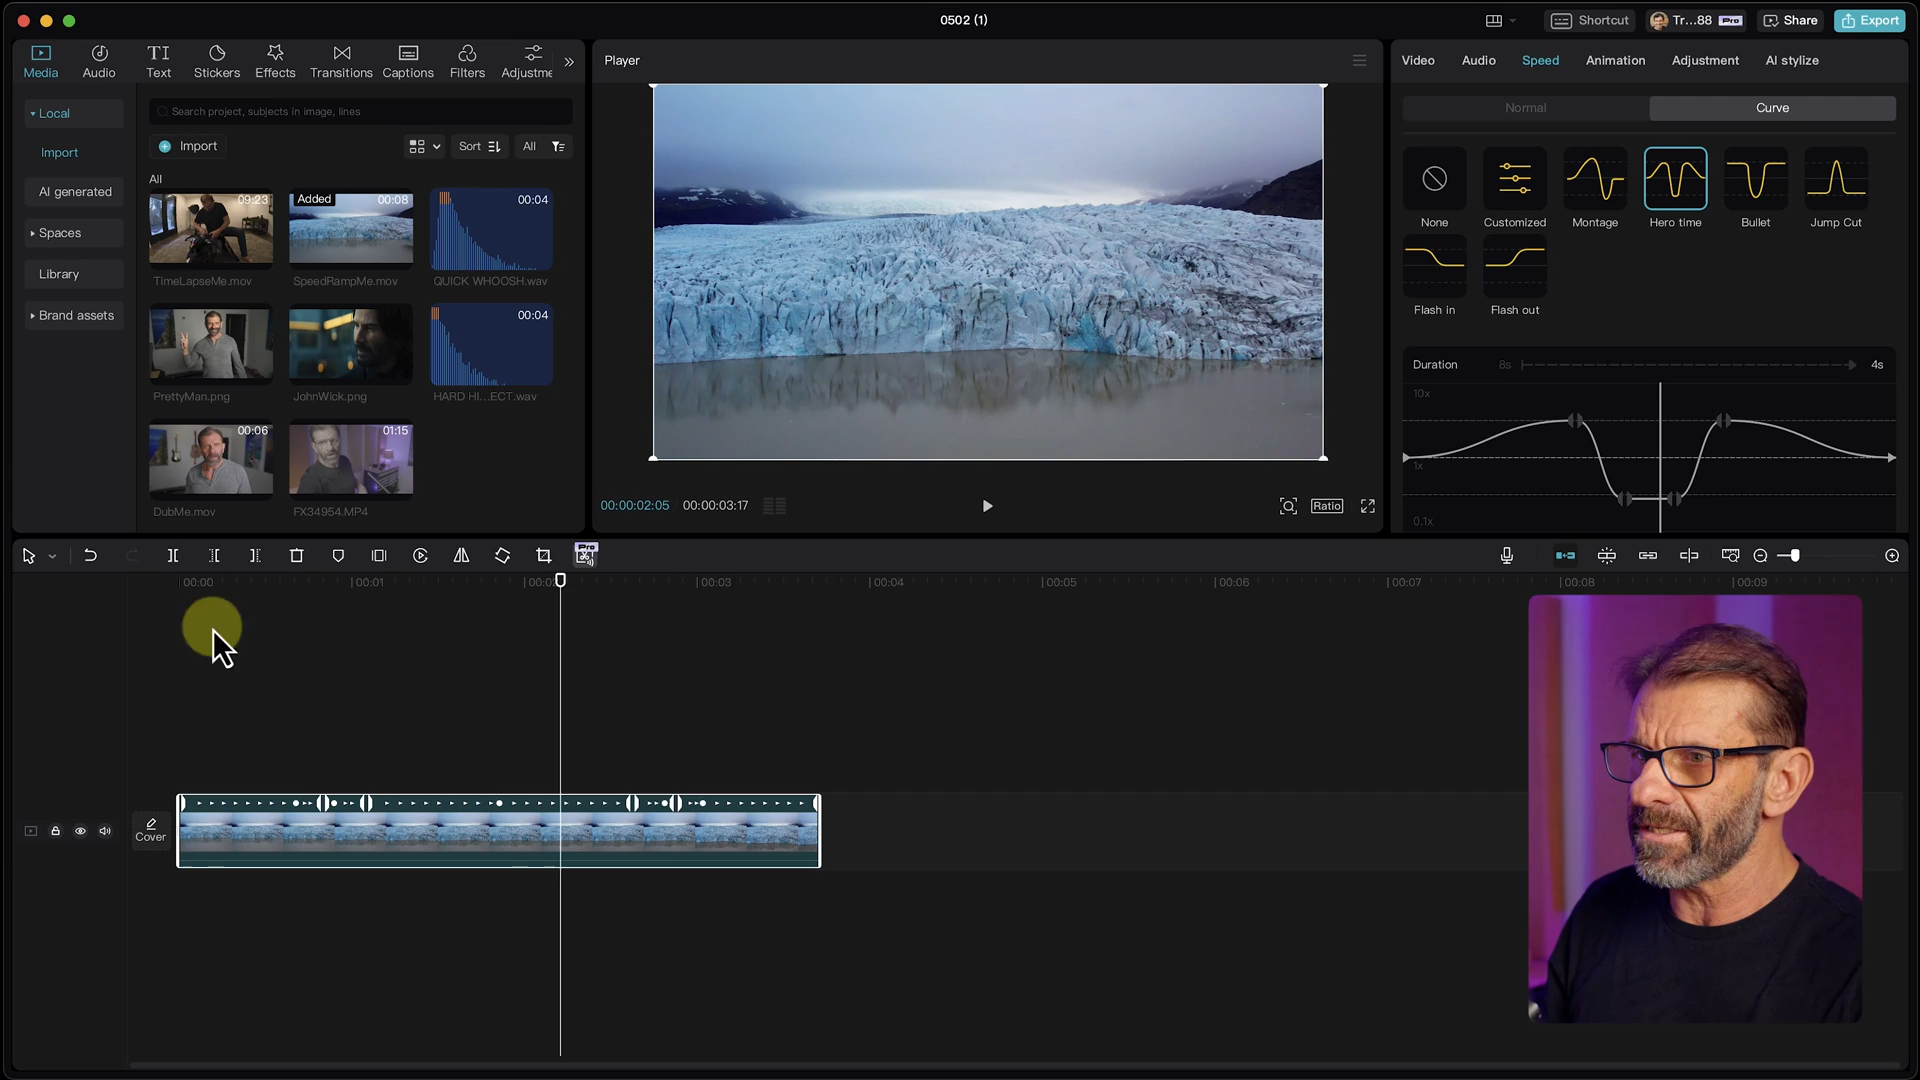 0502 (1)
Shortcut
Tr...88 Pro
Share
Export
Media
Audio
Text
Stickers
Effects
Transitions
Captions
Filters
Adjustme
Player
Video
Audio
Speed
Animation
Adjustment
AI stylize
Local
Import
AI generated
Spaces
Library
Brand assets
Search project, subjects in image, lines
Import
Sort
All
All
09:23
Added 00:08
00:04
TimeLapseMe.mov
SpeedRampMe.mov
QUICK WHOOSH.wav
00:04
PrettyMan.png
JohnWick.png
HARD HI...ECT.wav
00:06
01:15
DubMe.mov
FX34954.MP4
00:00:02:05 00:00:03:17
Ratio
Normal
Curve
None
Customized
Montage
Hero time
Bullet
Jump Cut
Flash in
Flash out
Duration 8s 4s
10x
1x
0.1x
Pro
00:00
00:01
00:03
00:04
00:05
00:06
00:07
00:08
00:09
Cover